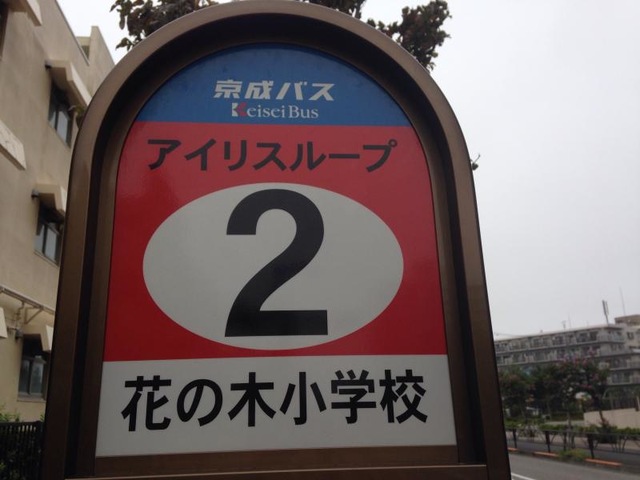 京成バス
KeiseiBus
アイリスループ
2
花の木小学校